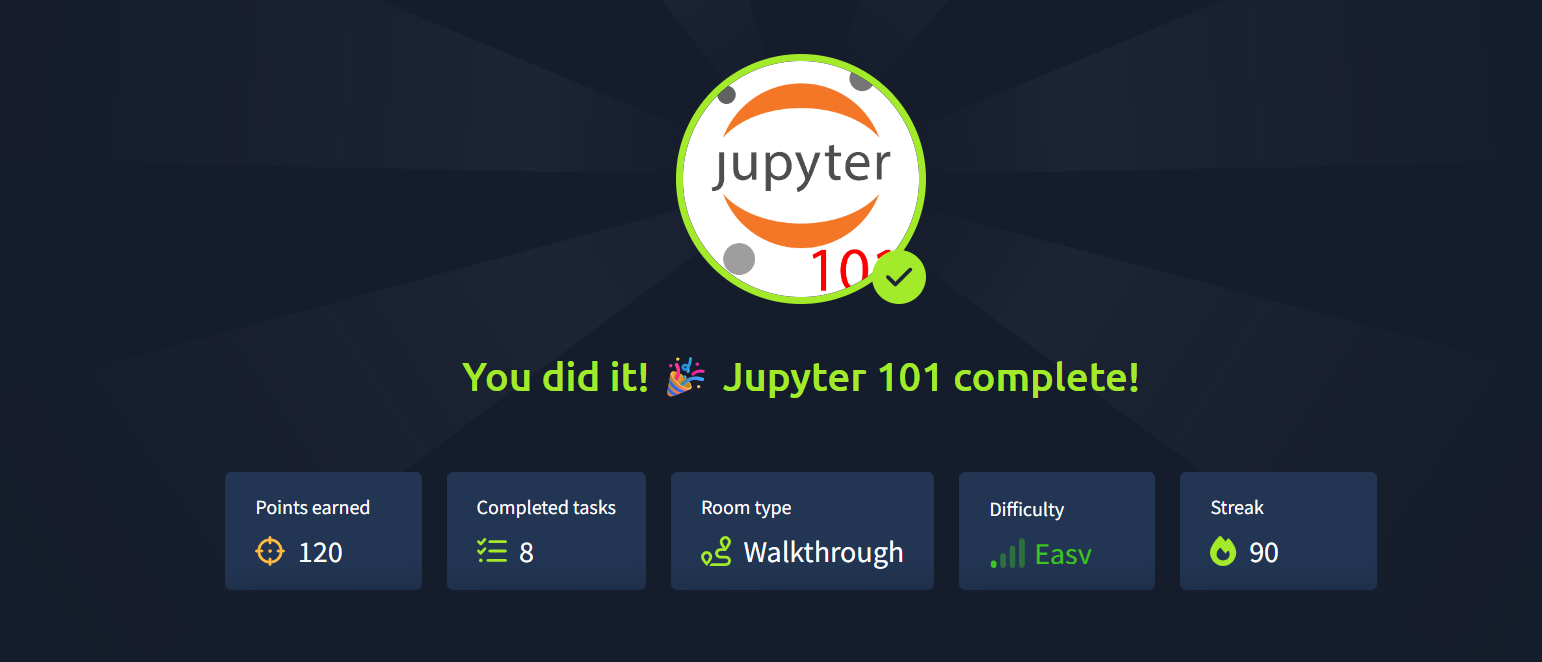 jupyter
101
You did it! 🎉 Jupyter 101 complete!
Points earned
120
Completed tasks
8
Room type
Walkthrough
Difficulty
Easy
Streak
90